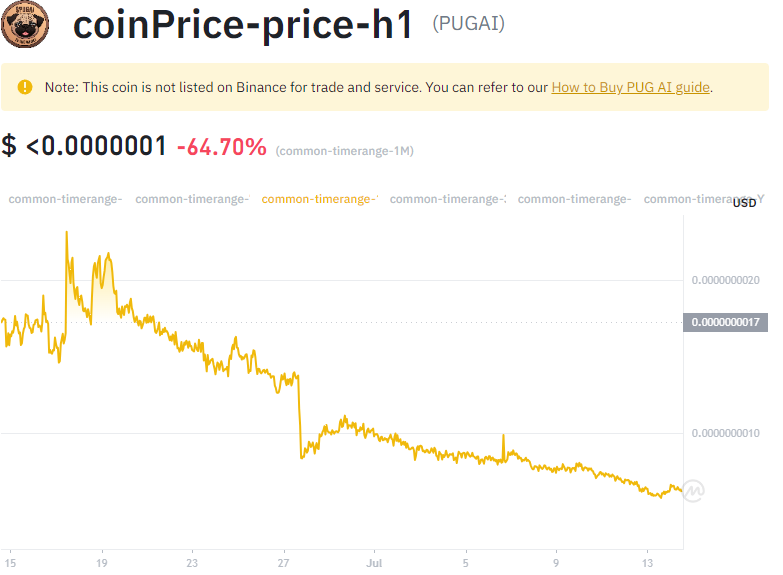 coinPrice-price-h1 (PUGAI)
Note: This coin is not listed on Binance for trade and service. You can refer to our How to Buy PUG AI guide.
$ <0.0000001 -64.70% (common-timerange-1M)
common-timerange- common-timerange- common-timerange- common-timerange- common-timerange- common-timerange-Y
USD
0.0000000020
0.0000000017
0.0000000010
15 19 23 27 Jul 5 9 13